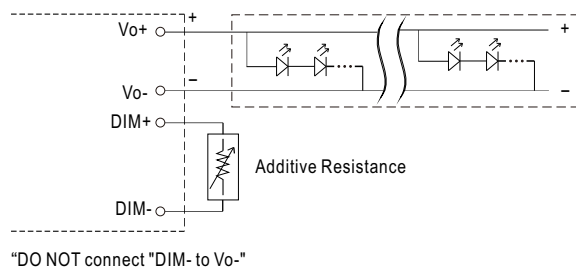 Vo+ + +
Vo- − −
DIM+
Additive Resistance
DIM-
“DO NOT connect "DIM- to Vo-"